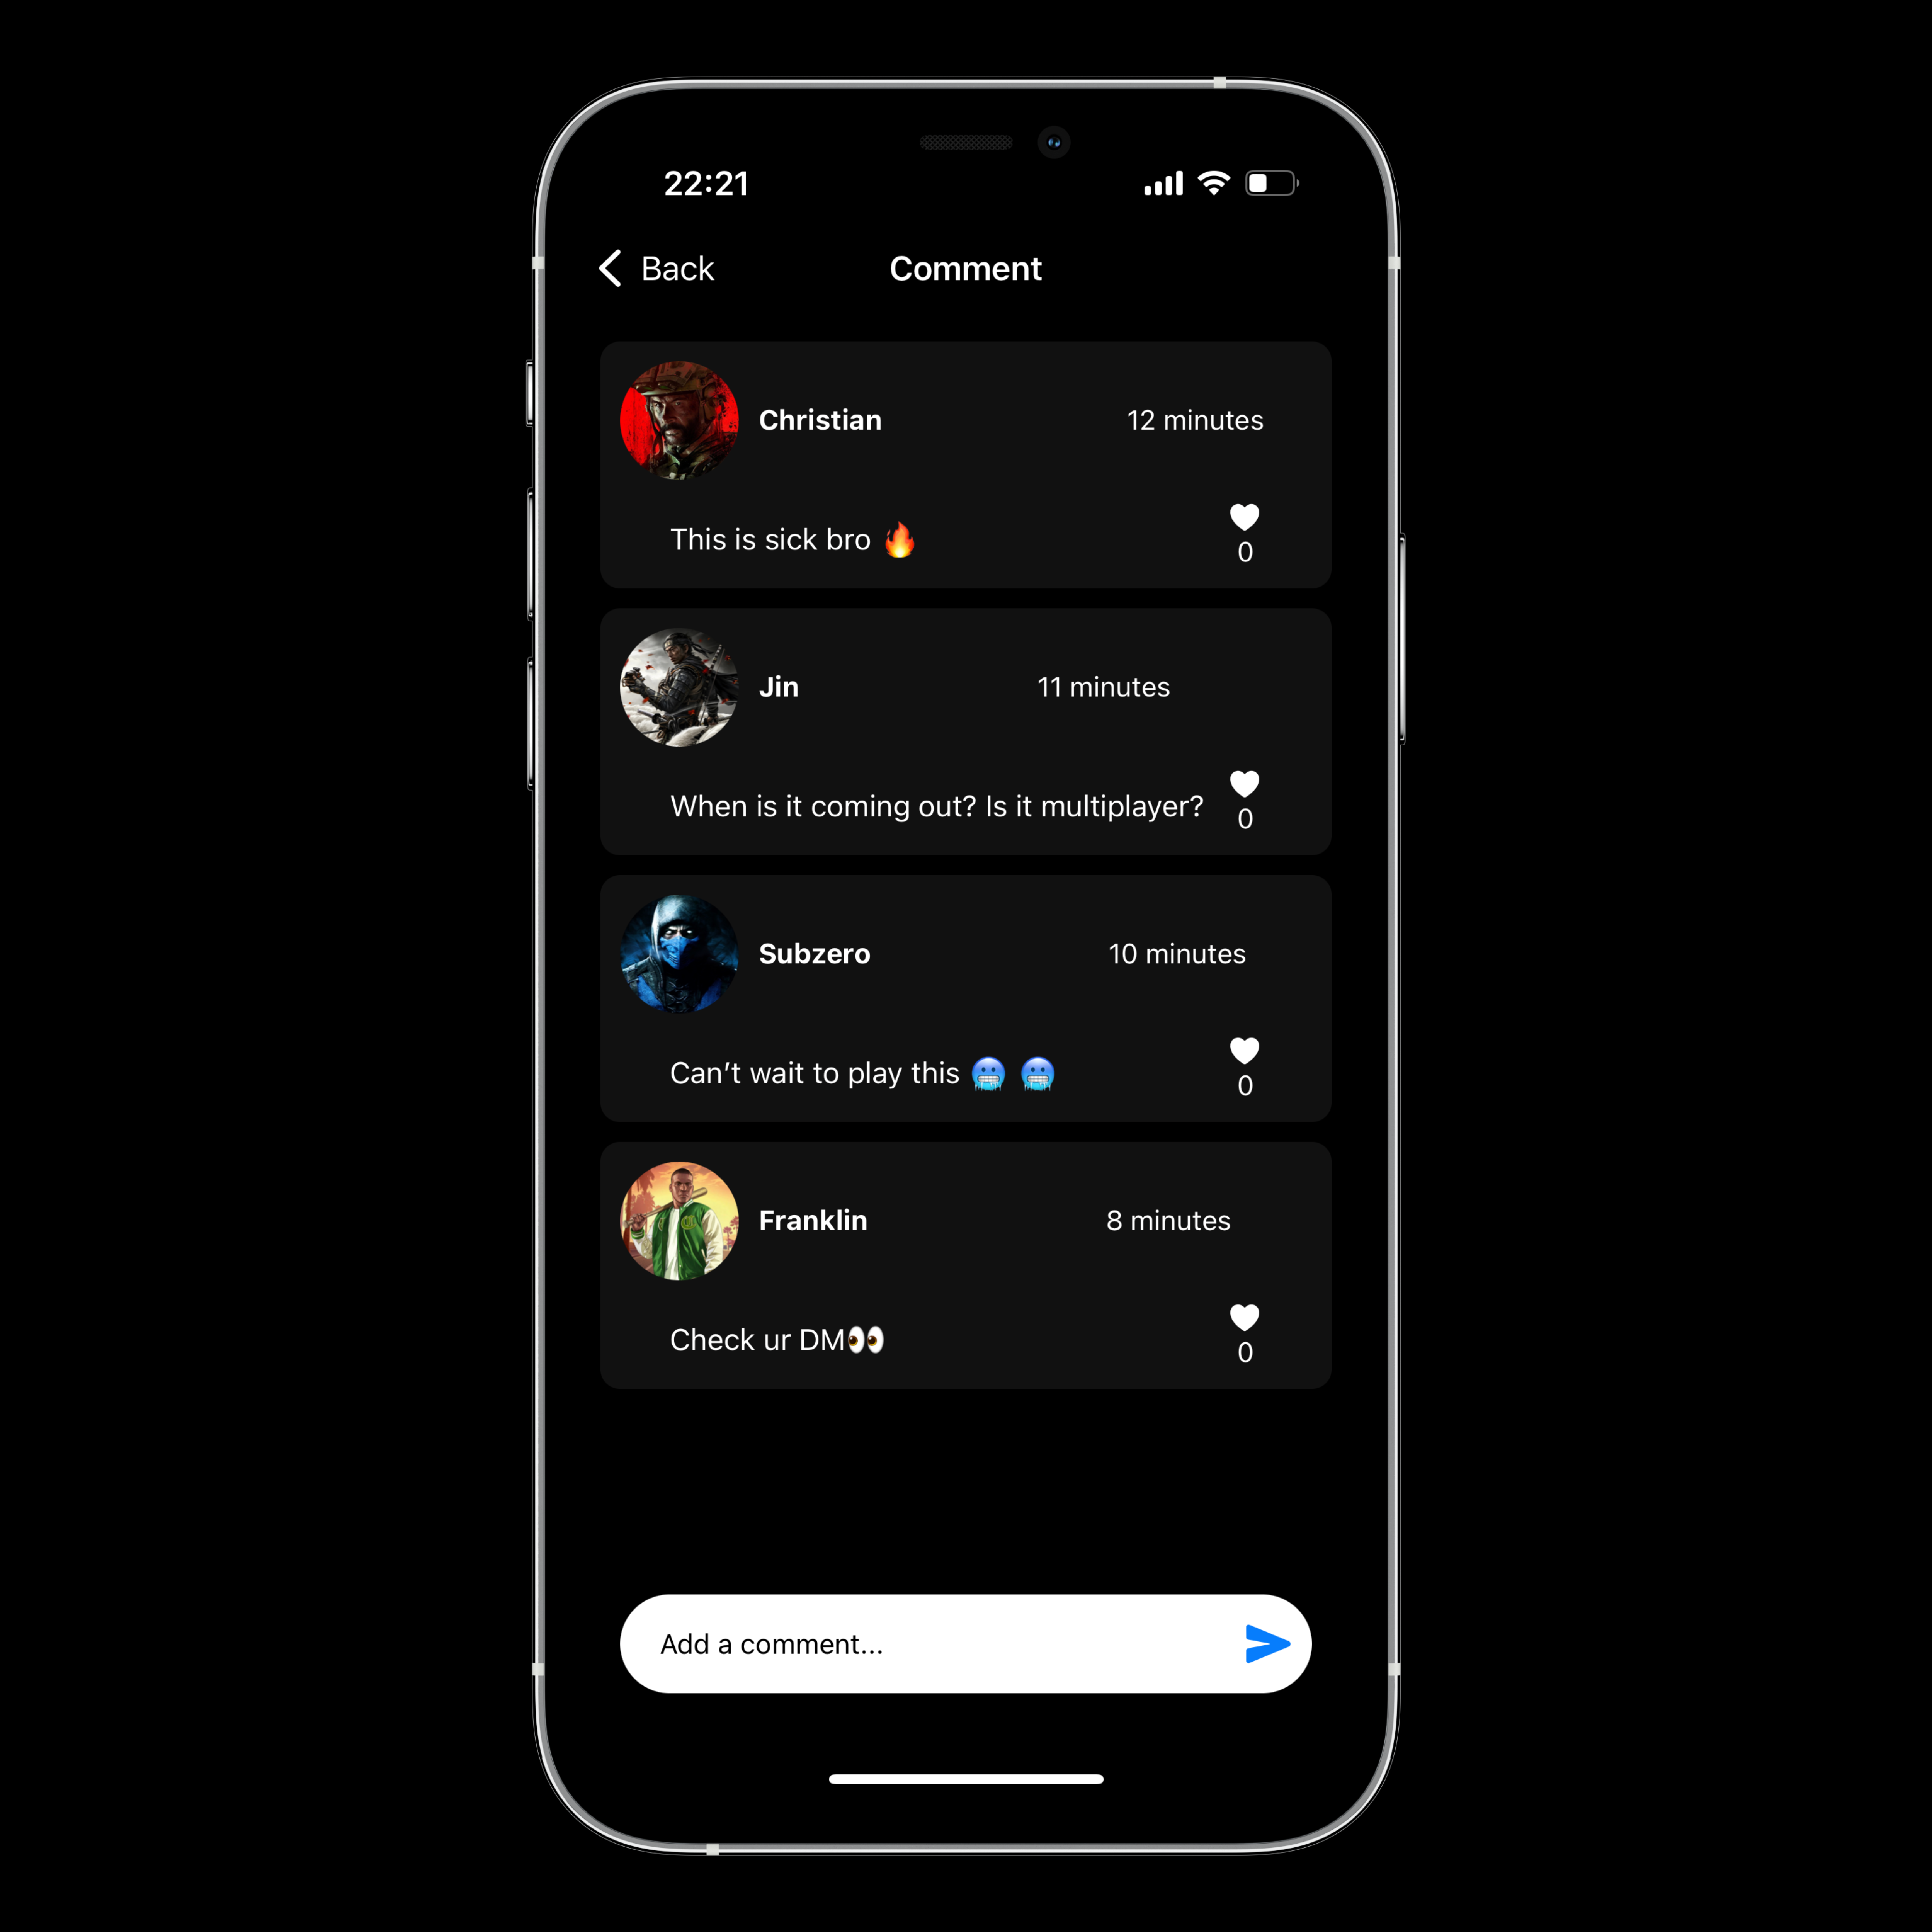 22:21
Back
Comment
Christian
12 minutes
This is sick bro 🔥
0
Jin
11 minutes
When is it coming out? Is it multiplayer?
0
Subzero
10 minutes
Can’t wait to play this 🥶 🥶
0
Franklin
8 minutes
Check ur DM👀
0
Add a comment...